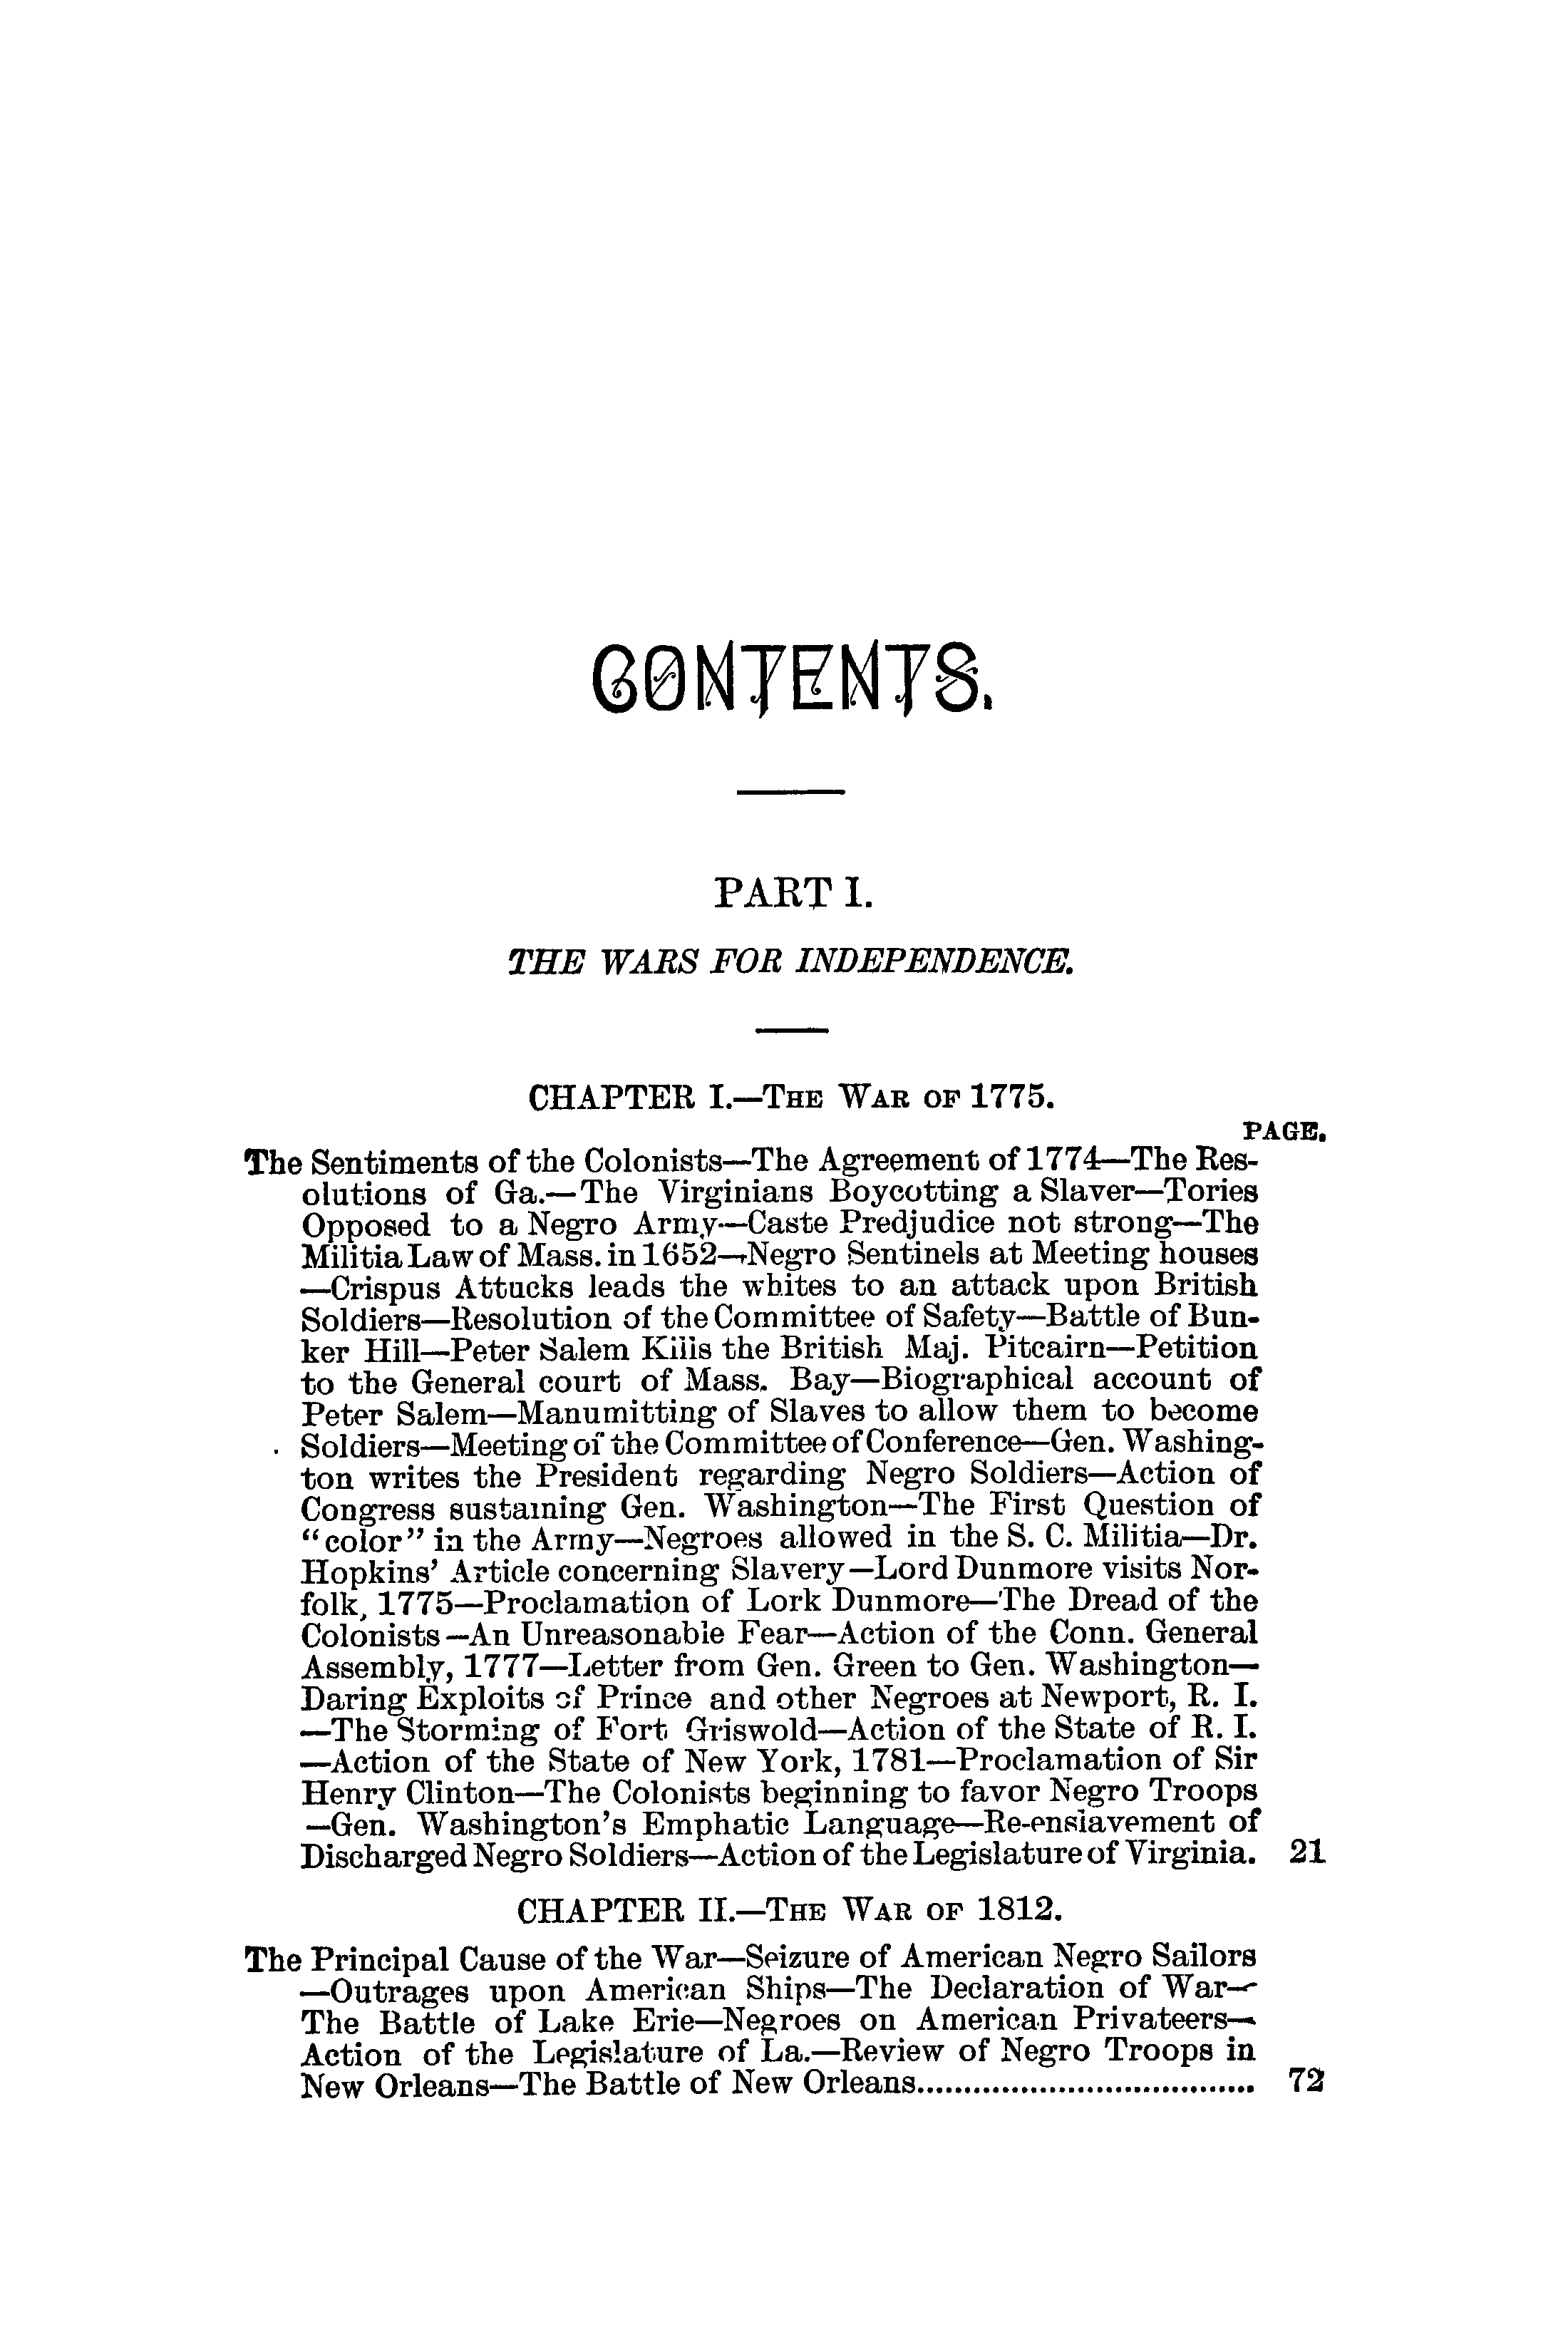 CONTENTS.
PART I.
THE WARS FOR INDEPENDENCE.
CHAPTER I.—THE WAR OF 1775.
PAGE.
The Sentiments of the Colonists—The Agreement of 1774—The Res-
olutions of Ga.—The Virginians Boycotting a Slaver—Tories
Opposed to a Negro Army—Caste Predjudice not strong—The
Militia Law of Mass. in 1652—Negro Sentinels at Meeting houses
—Crispus Attucks leads the whites to an attack upon British
Soldiers—Resolution of the Committee of Safety—Battle of Bun-
ker Hill—Peter Salem Kills the British Maj. Pitcairn—Petition
to the General court of Mass. Bay—Biographical account of
Peter Salem—Manumitting of Slaves to allow them to become
Soldiers—Meeting of the Committee of Conference—Gen. Washing-
ton writes the President regarding Negro Soldiers—Action of
Congress sustaining Gen. Washington—The First Question of
“color” in the Army—Negroes allowed in the S. C. Militia—Dr.
Hopkins’ Article concerning Slavery—Lord Dunmore visits Nor-
folk, 1775—Proclamation of Lork Dunmore—The Dread of the
Colonists—An Unreasonable Fear—Action of the Conn. General
Assembly, 1777—Letter from Gen. Green to Gen. Washington—
Daring Exploits of Prince and other Negroes at Newport, R. I.
—The Storming of Fort Griswold—Action of the State of R. I.
—Action of the State of New York, 1781—Proclamation of Sir
Henry Clinton—The Colonists beginning to favor Negro Troops
—Gen. Washington’s Emphatic Language—Re-enslavement of
Discharged Negro Soldiers—Action of the Legislature of Virginia. 21
CHAPTER II.—THE WAR OF 1812.
The Principal Cause of the War—Seizure of American Negro Sailors
—Outrages upon American Ships—The Declaration of War—
The Battle of Lake Erie—Negroes on American Privateers—
Action of the Legislature of La.—Review of Negro Troops in
New Orleans—The Battle of New Orleans.................................... 72